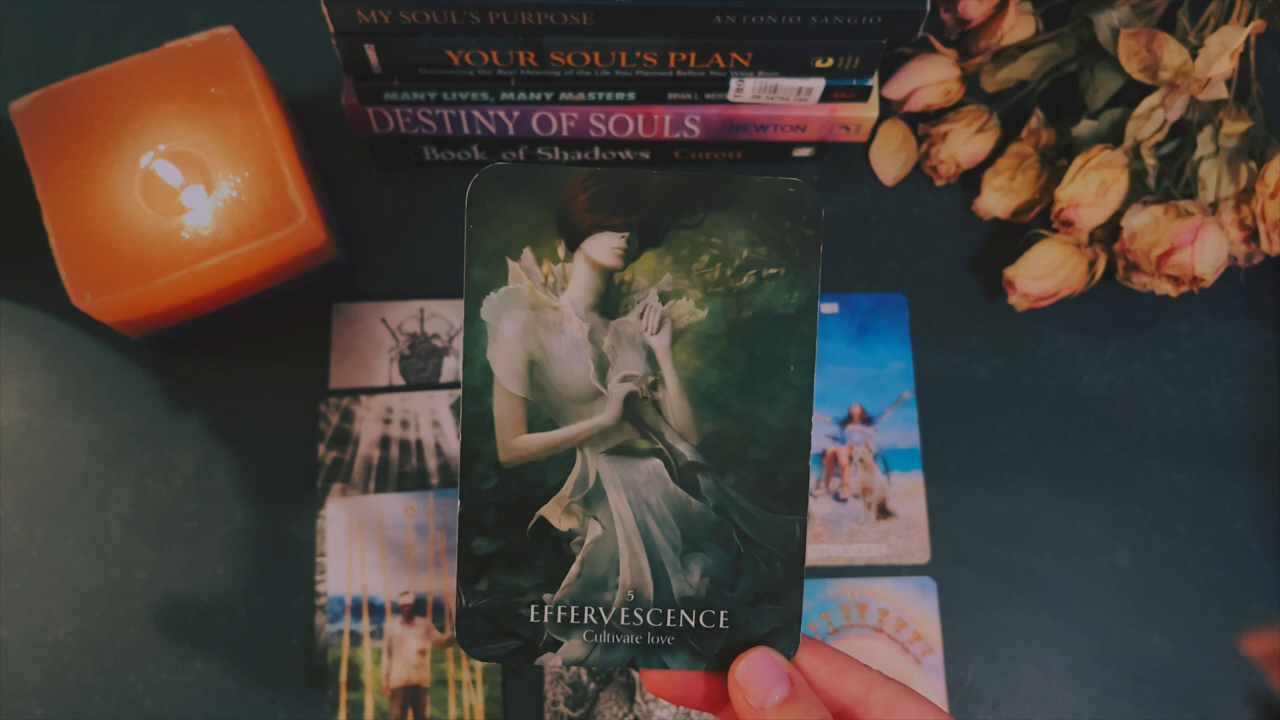 MY SOUL'S PURPOSE ANTONIO SANGIO
YOUR SOUL'S PLAN
Discovering the Real Meaning of the Life You Planned Before You Were Born
MANY LIVES, MANY MASTERS BRIAN L.
DESTINY OF SOULS NEWTON
Book of Shadows Curott
5
EFFERVESCENCE
Cultivate love